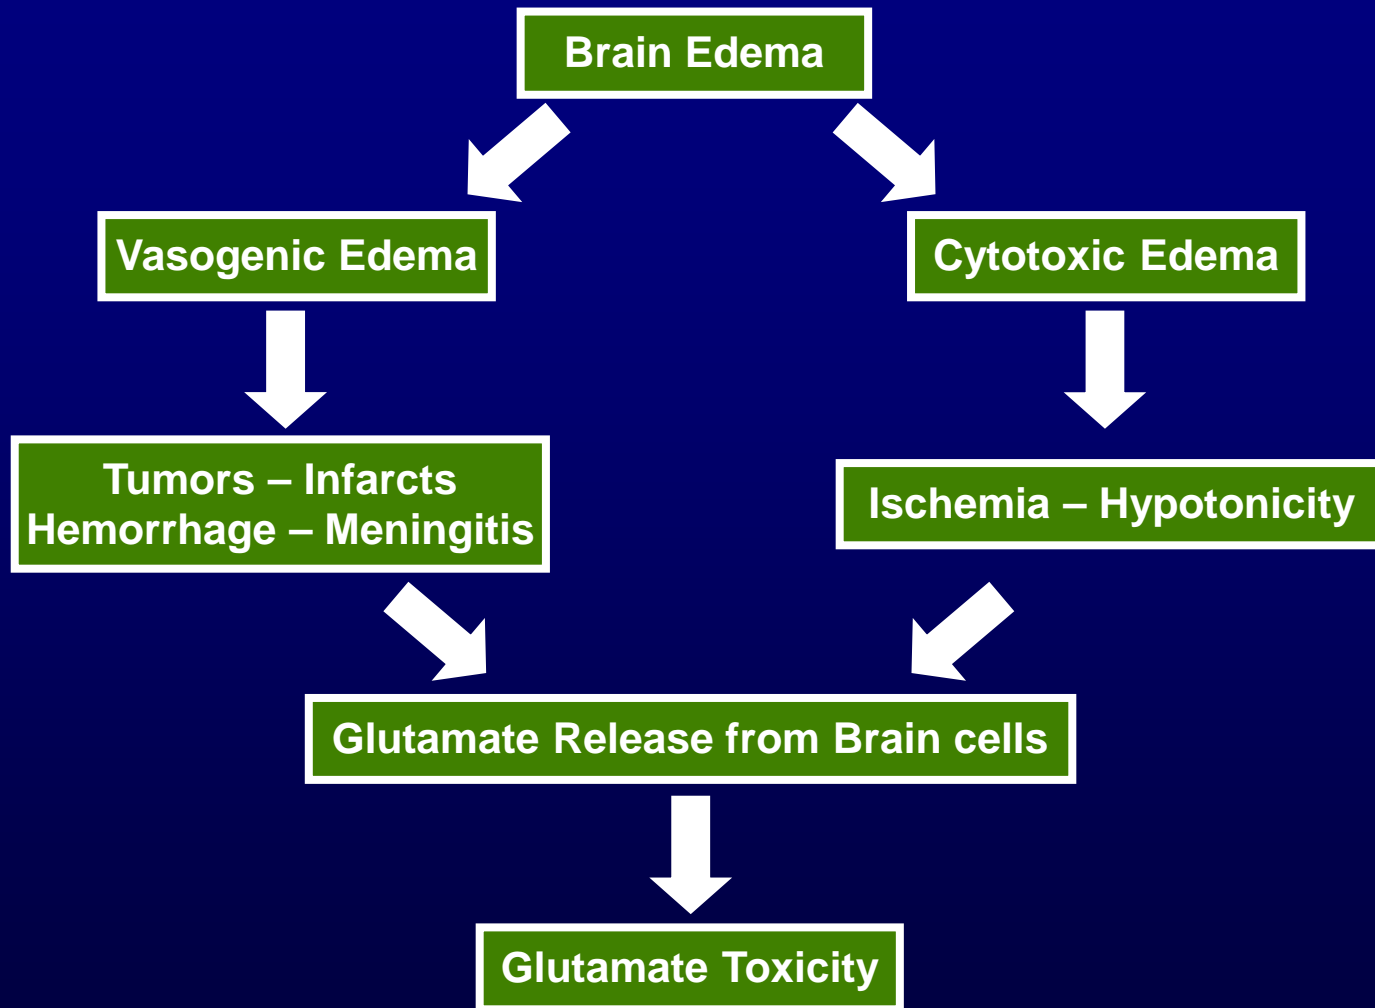 Brain Edema
Vasogenic Edema
Cytotoxic Edema
Tumors – Infarcts
Hemorrhage – Meningitis
Ischemia – Hypotonicity
Glutamate Release from Brain cells
Glutamate Toxicity